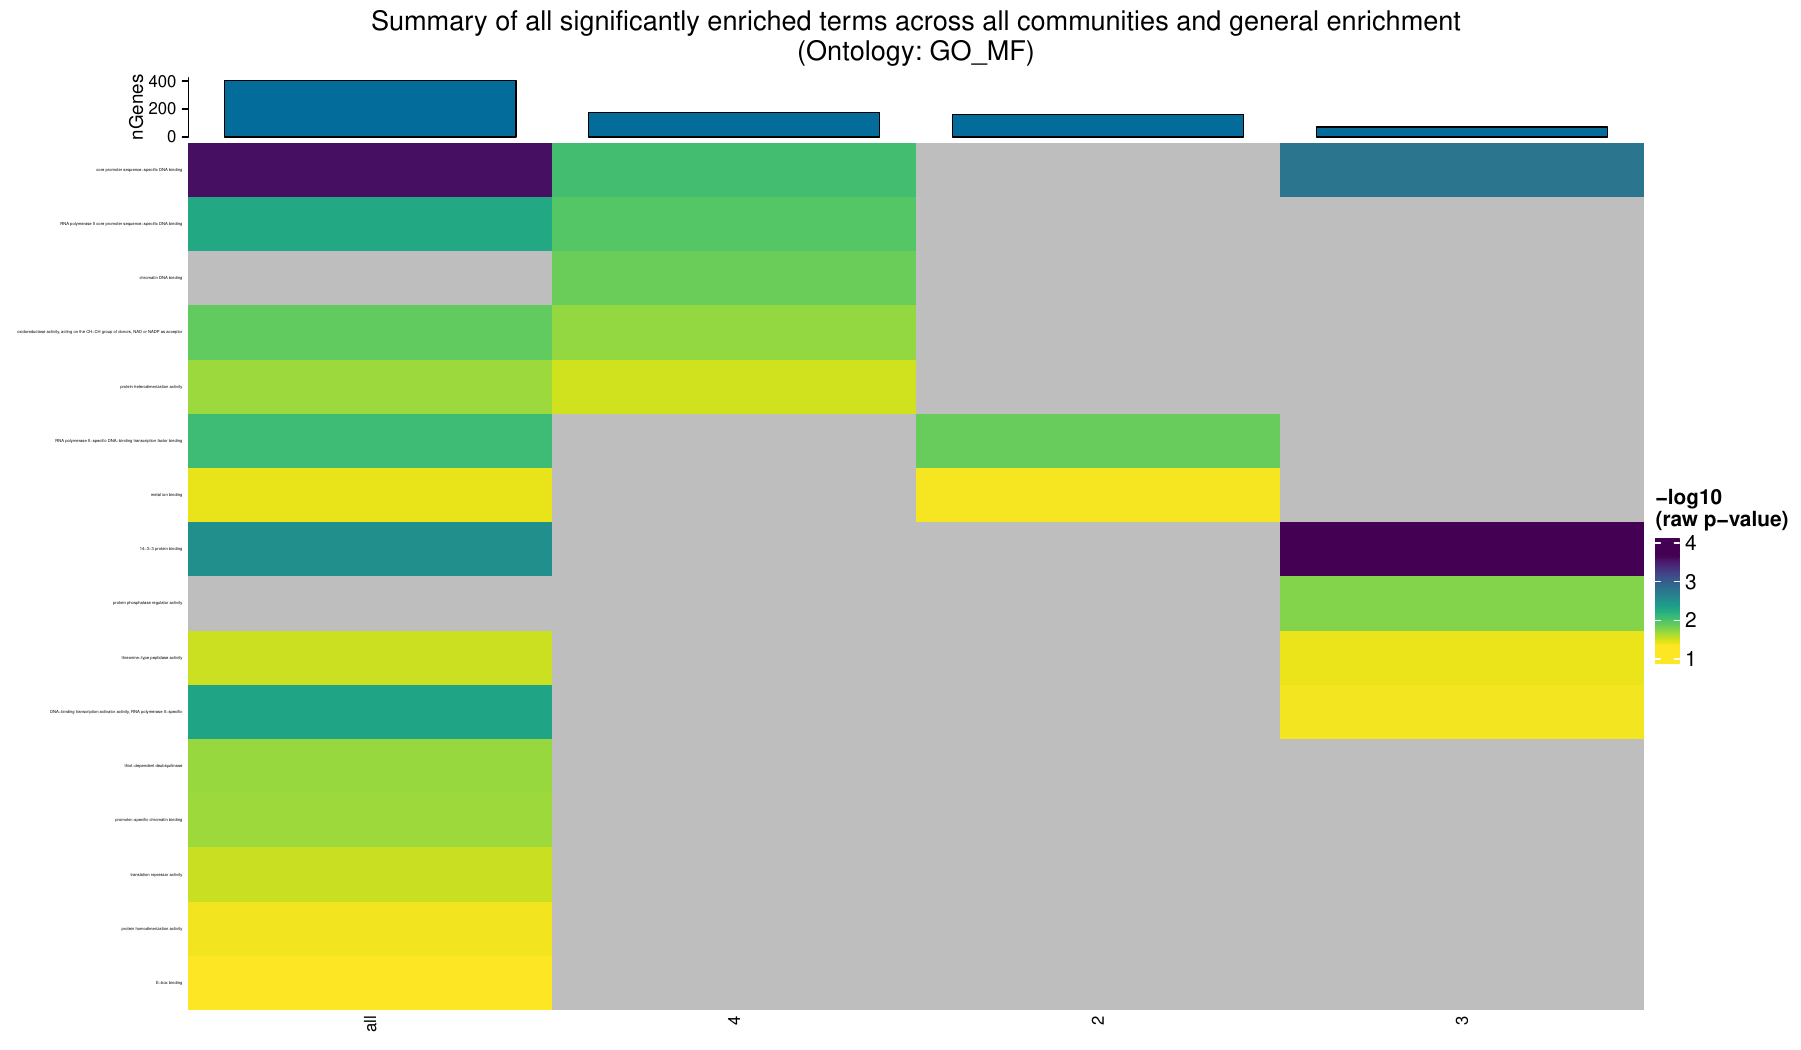 Summary of all significantly enriched terms across all communities and general enrichment
(Ontology: GO_MF)
nGenes
400
200
0
core promoter sequence−specific DNA binding
RNA polymerase II core promoter sequence−specific DNA binding
chromatin DNA binding
oxidoreductase activity, acting on the CH−CH group of donors, NAD or NADP as acceptor
protein heterodimerization activity
RNA polymerase II−specific DNA−binding transcription factor binding
metal ion binding
14−3−3 protein binding
protein phosphatase regulator activity
threonine−type peptidase activity
DNA−binding transcription activator activity, RNA polymerase II−specific
thiol−dependent deubiquitinase
promoter−specific chromatin binding
translation repressor activity
protein homodimerization activity
E−box binding
all
4
2
3
−log10
(raw p−value)
4
3
2
1